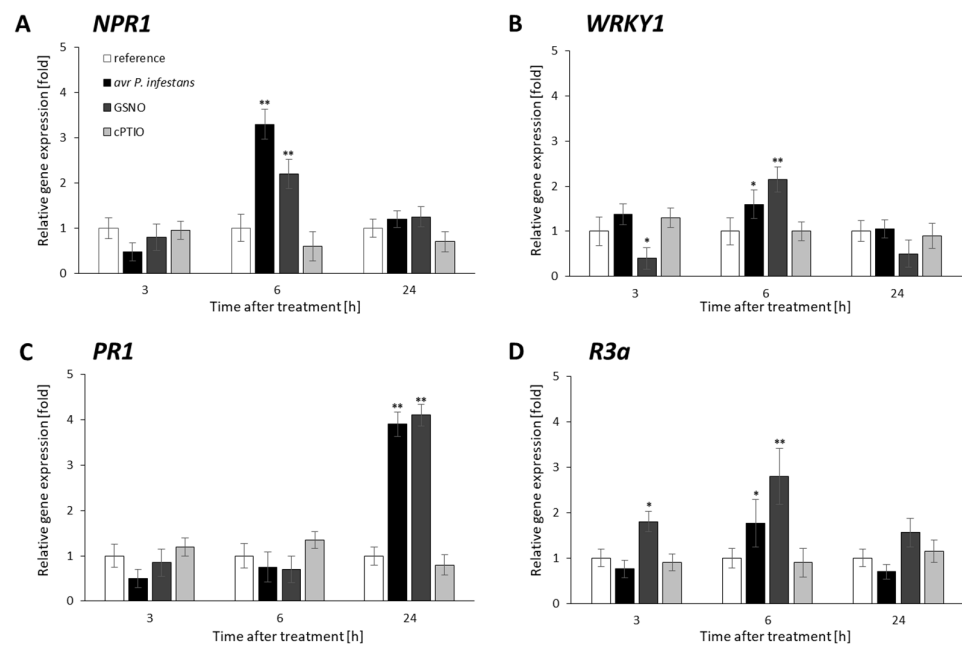 A NPR1
Relative gene expression [fold]
5
4
3
2
1
0
reference
avr P. infestans
GSNO
cPTIO
**
**
3 6 24
Time after treatment [h]
B WRKY1
Relative gene expression [fold]
5
4
3
2
1
0
*
*
**
3 6 24
Time after treatment [h]
C PR1
Relative gene expression [fold]
5
4
3
2
1
0
** **
3 6 24
Time after treatment [h]
D R3a
Relative gene expression [fold]
5
4
3
2
1
0
*
*
**
3 6 24
Time after treatment [h]